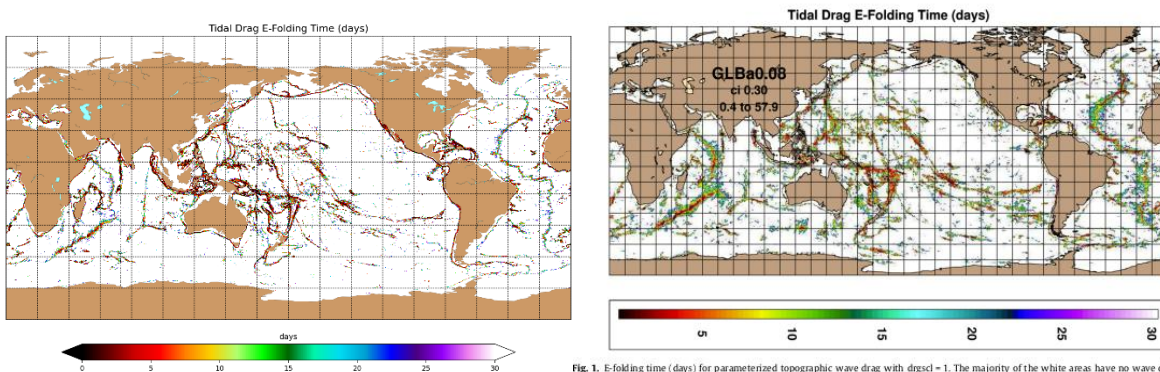 Tidal Drag E-Folding Time (days)
days
0 5 10 15 20 25 30
Tidal Drag E-Folding Time (days)
GLBa0.08
ci 0.30
0.4 to 57.9
5 10 15 20 25 30
Fig. 1. E-folding time (days) for parameterized topographic wave drag with drgscl = 1. The majority of the white areas have no wave